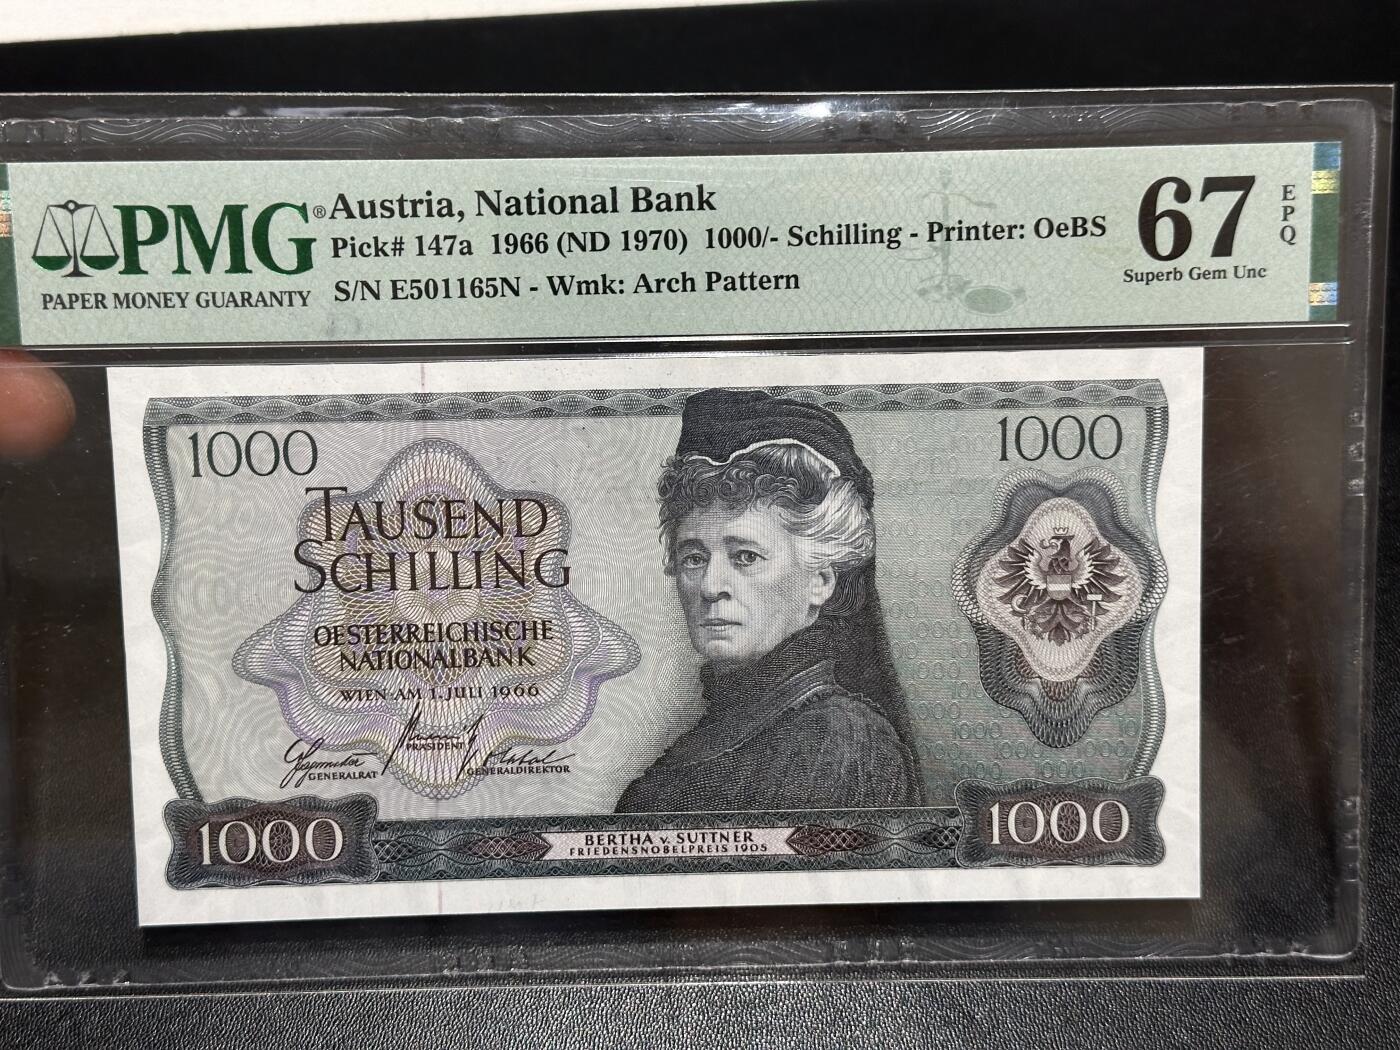 PMG®
PAPER MONEY GUARANTY
Austria, National Bank
Pick# 147a 1966 (ND 1970) 1000/- Schilling - Printer: OeBS
S/N E501165N - Wmk: Arch Pattern
67
EPQ
Superb Gem Unc
1000
1000
TAUSEND
SCHILLING
OESTERREICHISCHE
NATIONALBANK
WIEN AM 1. JULI 1966
PRÄSIDENT
GENERALRAT
GENERALDIREKTOR
1000
BERTHA v. SUTTNER
FRIEDENSNOBELPREIS 1905
1000